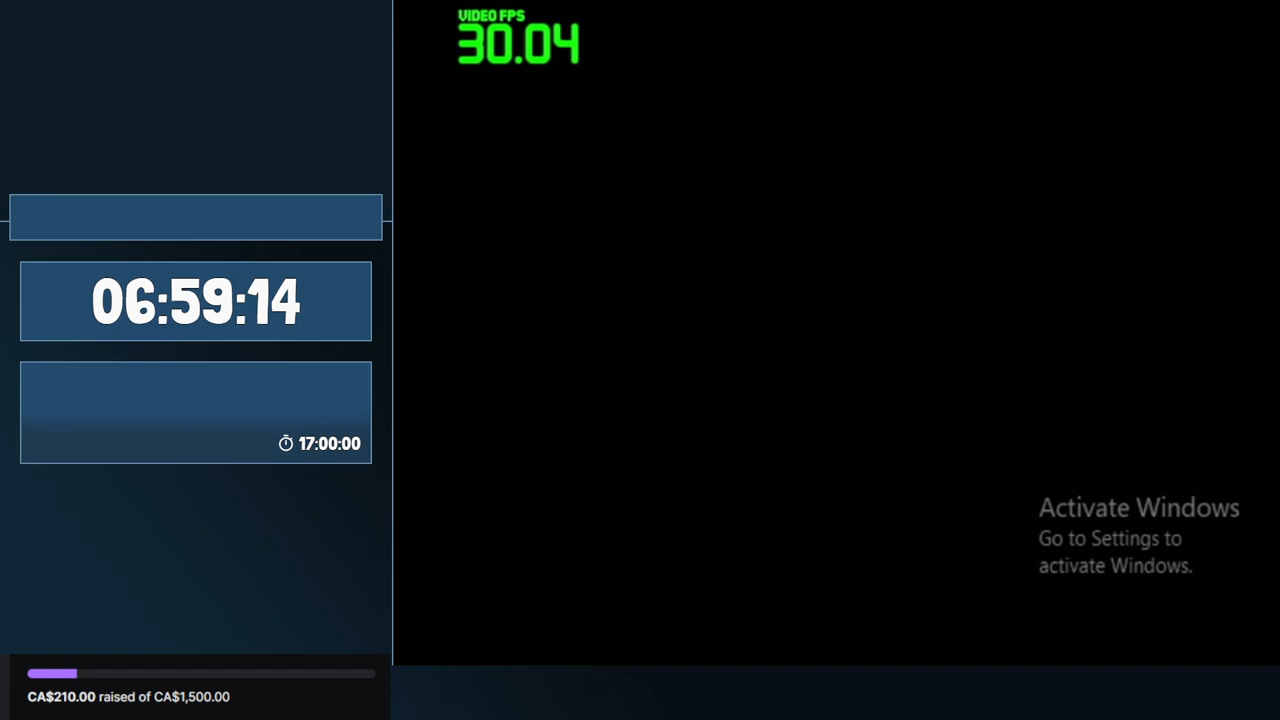 VIDEO FPS
30.04
06:59:14
17:00:00
Activate Windows
Go to Settings to
activate Windows.
CA$210.00 raised of CA$1,500.00